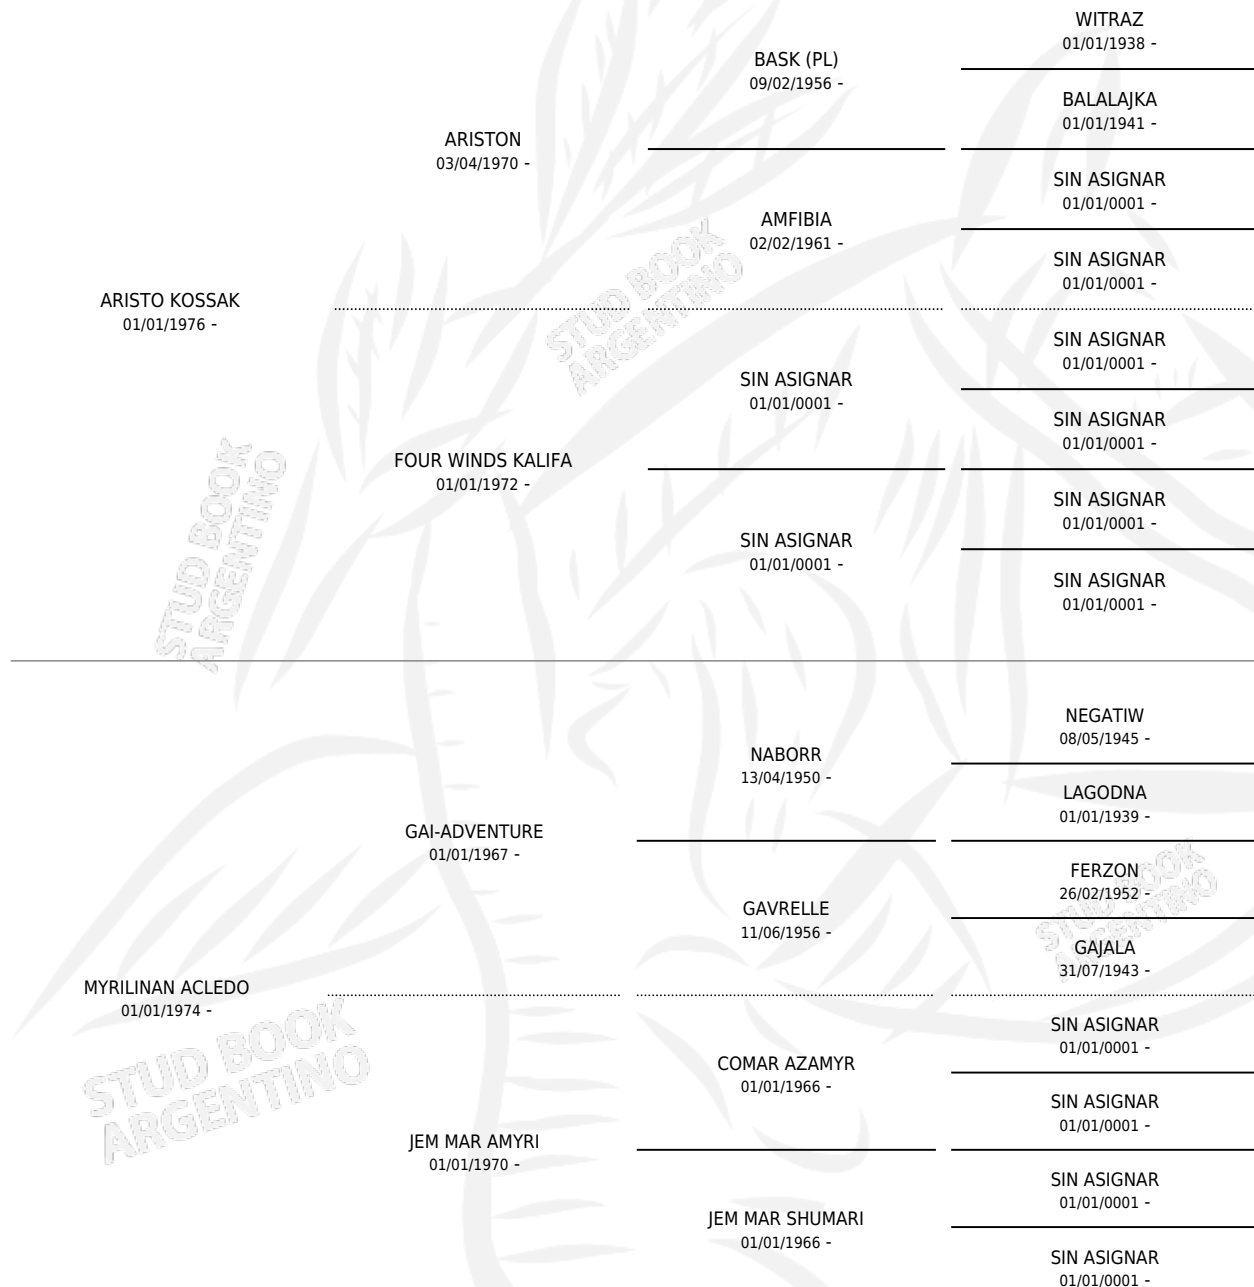 WITRAZ
01/01/1938 -
BASK (PL)
09/02/1956 -
BALALAJKA
01/01/1941 -
ARISTON
03/04/1970 -
SIN ASIGNAR
01/01/0001 -
AMFIBIA
02/02/1961 -
SIN ASIGNAR
01/01/0001 -
ARISTO KOSSAK
01/01/1976 -
STUD BOOK
ARGENTINO
SIN ASIGNAR
01/01/0001 -
SIN ASIGNAR
01/01/0001 -
SIN ASIGNAR
01/01/0001 -
FOUR WINDS KALIFA
01/01/1972 -
SIN ASIGNAR
01/01/0001 -
SIN ASIGNAR
01/01/0001 -
SIN ASIGNAR
01/01/0001 -
STUD BOOK
ARGENTINO
NEGATIW
08/05/1945 -
NABORR
13/04/1950 -
LAGODNA
01/01/1939 -
GAI-ADVENTURE
01/01/1967 -
FERZON
26/02/1952 -
GAVRELLE
11/06/1956 -
GAJALA
31/07/1943 -
STUD BOOK
ARGENTINO
MYRILINAN ACLEDO
01/01/1974 -
SIN ASIGNAR
01/01/0001 -
COMAR AZAMYR
01/01/1966 -
SIN ASIGNAR
01/01/0001 -
STUD BOOK
ARGENTINO
JEM MAR AMYRI
01/01/1970 -
SIN ASIGNAR
01/01/0001 -
JEM MAR SHUMARI
01/01/1966 -
SIN ASIGNAR
01/01/0001 -